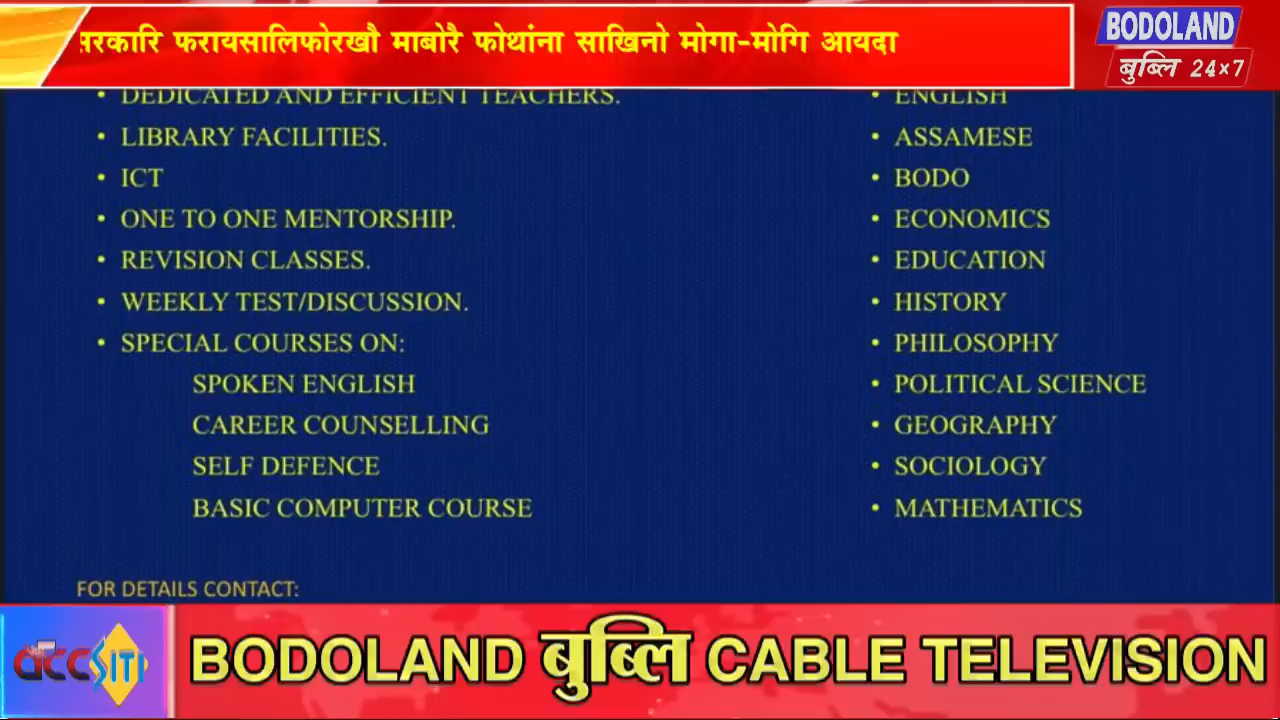 सरकारि फरायसालिफोरखौ माबोरै फोथांना साखिनो मोगा-मोगि आयदा
BODOLAND
बुब्लि 24×7
• DEDICATED AND EFFICIENT TEACHERS.
• LIBRARY FACILITIES.
• ICT
• ONE TO ONE MENTORSHIP.
• REVISION CLASSES.
• WEEKLY TEST/DISCUSSION.
• SPECIAL COURSES ON:
SPOKEN ENGLISH
CAREER COUNSELLING
SELF DEFENCE
BASIC COMPUTER COURSE
• ENGLISH
• ASSAMESE
• BODO
• ECONOMICS
• EDUCATION
• HISTORY
• PHILOSOPHY
• POLITICAL SCIENCE
• GEOGRAPHY
• SOCIOLOGY
• MATHEMATICS
FOR DETAILS CONTACT:
accSITI
BODOLAND बुब्लि CABLE TELEVISION